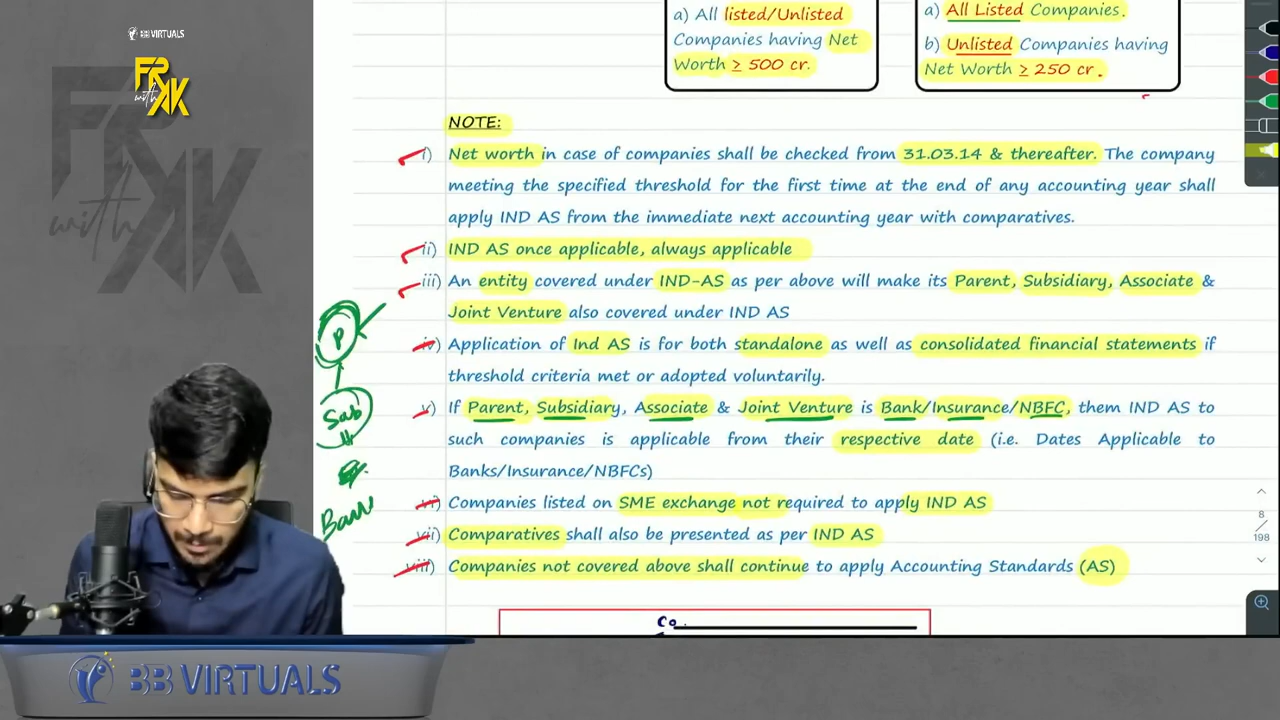 BB VIRTUALS
FR
with
AK
FR
with
AK
a) All listed/Unlisted
Companies having Net
Worth ≥ 500 cr.
a) All Listed Companies.
b) Unlisted Companies having
Net Worth ≥ 250 cr.
NOTE:
i) Net worth in case of companies shall be checked from 31.03.14 & thereafter. The company
meeting the specified threshold for the first time at the end of any accounting year shall
apply IND AS from the immediate next accounting year with comparatives.
ii) IND AS once applicable, always applicable
iii) An entity covered under IND-AS as per above will make its Parent, Subsidiary, Associate &
Joint Venture also covered under IND AS
iv) Application of Ind AS is for both standalone as well as consolidated financial statements if
threshold criteria met or adopted voluntarily.
v) If Parent, Subsidiary, Associate & Joint Venture is Bank/Insurance/NBFC, them IND AS to
such companies is applicable from their respective date (i.e. Dates Applicable to
Banks/Insurance/NBFCs)
vi) Companies listed on SME exchange not required to apply IND AS
vii) Comparatives shall also be presented as per IND AS
viii) Companies not covered above shall continue to apply Accounting Standards (AS)
P
Sub
Bank
Co.
8
/
198
BB VIRTUALS